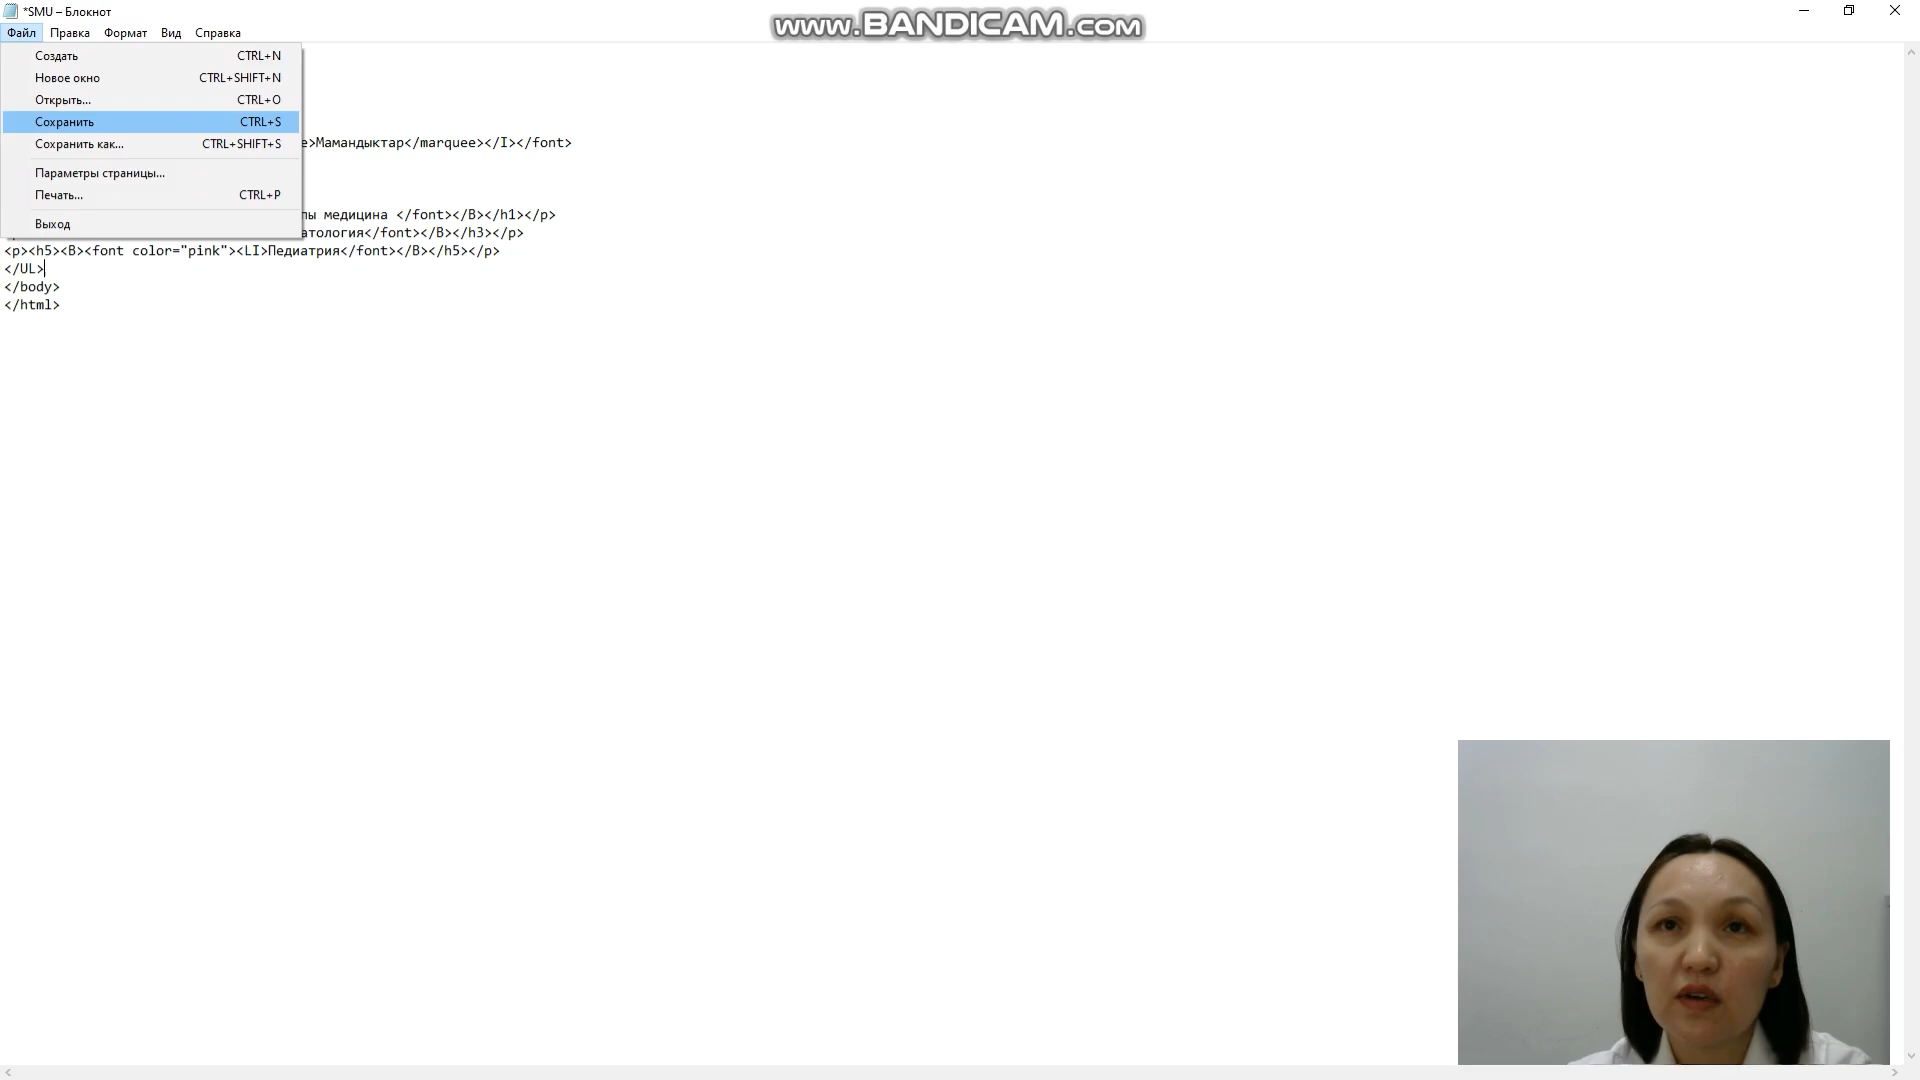 *SMU – Блокнот
www.BANDICAM.com
Файл Правка Формат Вид Справка
Создать CTRL+N
Новое окно CTRL+SHIFT+N
Открыть... CTRL+O
Сохранить CTRL+S
Сохранить как... CTRL+SHIFT+S
Параметры страницы...
Печать... CTRL+P
Выход
>Мамандыктар</marquee></I></font>
медицина </font></B></h1></p>
</font></B></h3></p>
<p><h5><B><font color="pink"><LI>Педиатрия</font></B></h5></p>
</UL>
</body>
</html>